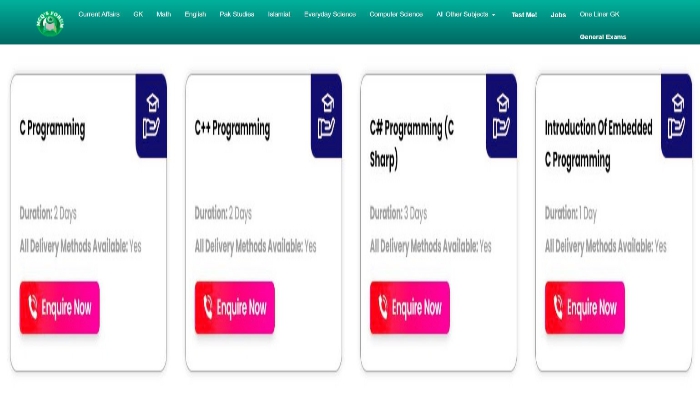 MCQ'S FORUM
Current Affairs GK Math English Pak Studies Islamiat Everyday Science Computer Science All Other Subjects Test Me! Jobs One Liner GK
General Exams
C Programming
Duration: 2 Days
All Delivery Methods Available: Yes
Enquire Now
C++ Programming
Duration: 2 Days
All Delivery Methods Available: Yes
Enquire Now
C# Programming (C
Sharp)
Duration: 3 Days
All Delivery Methods Available: Yes
Enquire Now
Introduction Of Embedded
C Programming
Duration: 1 Day
All Delivery Methods Available: Yes
Enquire Now